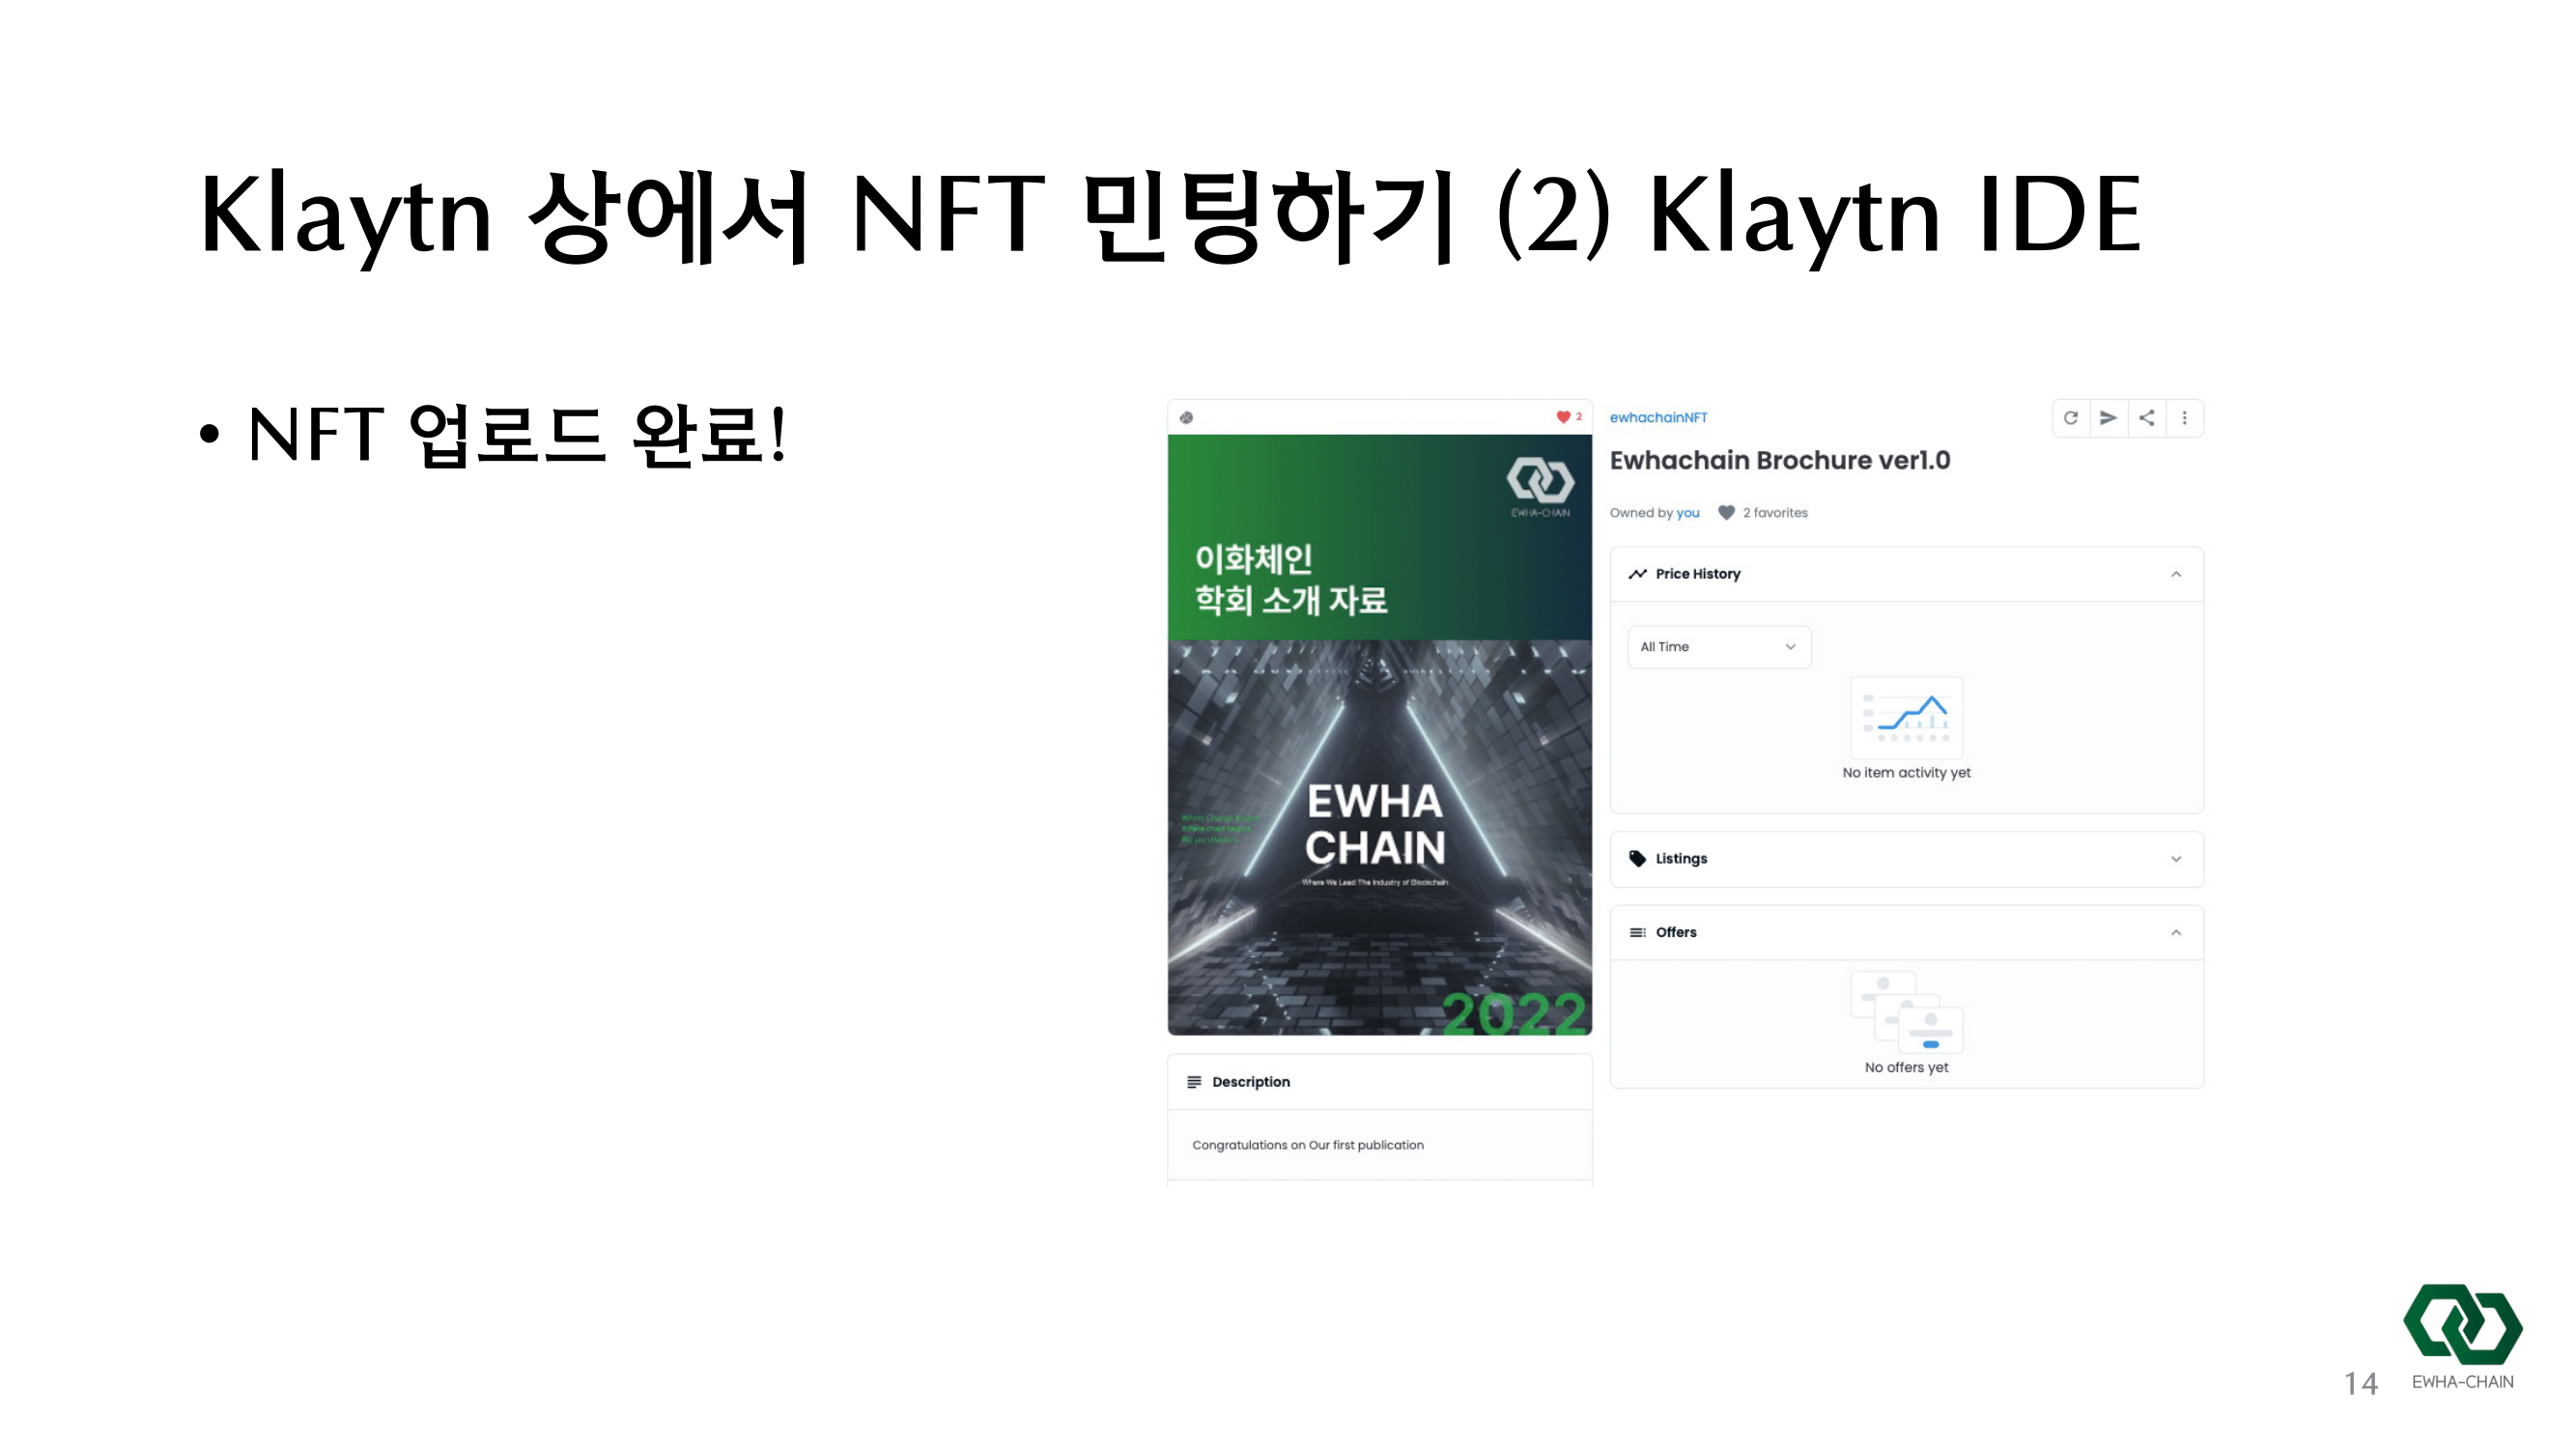 Klaytn 상에서 NFT 민팅하기 (2) Klaytn IDE
• NFT 업로드 완료!
2
EWHA-CHAIN
이화체인
학회 소개 자료
EWHA
CHAIN
Where We Lead The Industry of Blockchain
2022
Description
Congratulations on Our first publication
ewhachainNFT
Ewhachain Brochure ver1.0
Owned by you 2 favorites
Price History
All Time
No item activity yet
Listings
Offers
No offers yet
14
EWHA-CHAIN